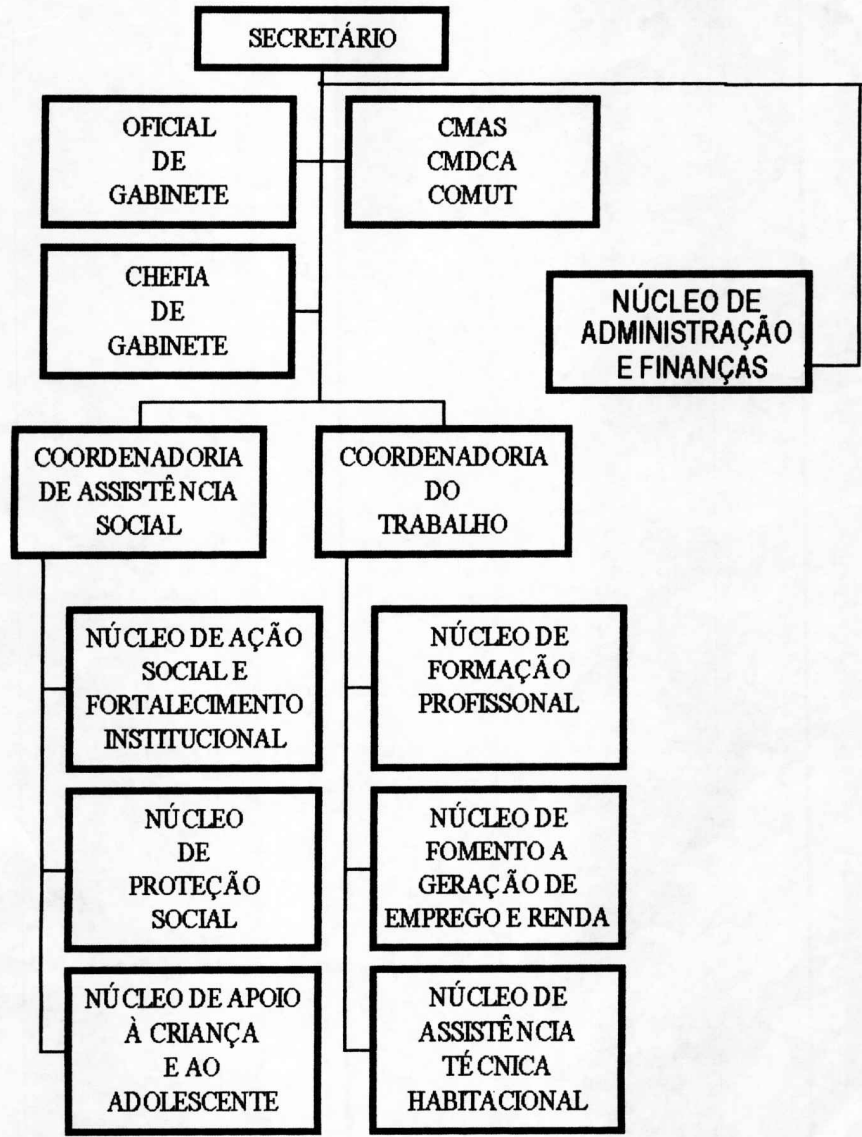 SECRETÁRIO
OFICIAL
DE
GABINETE
CMAS
CMDCA
COMUT
CHEFIA
DE
GABINETE
NÚCLEO DE
ADMINISTRAÇÃO
E FINANÇAS
COORDENADORIA
DE ASSISTÊNCIA
SOCIAL
COORDENADORIA
DO
TRABALHO
NÚCLEO DE AÇÃO
SOCIAL E
FORTALECIMENTO
INSTITUCIONAL
NÚCLEO DE
FORMAÇÃO
PROFISSONAL
NÚCLEO
DE
PROTEÇÃO
SOCIAL
NÚCLEO DE
FOMENTO A
GERAÇÃO DE
EMPREGO E RENDA
NÚCLEO DE APOIO
À CRIANÇA
E AO
ADOLESCENTE
NÚCLEO DE
ASSISTÊNCIA
TÉCNICA
HABITACIONAL